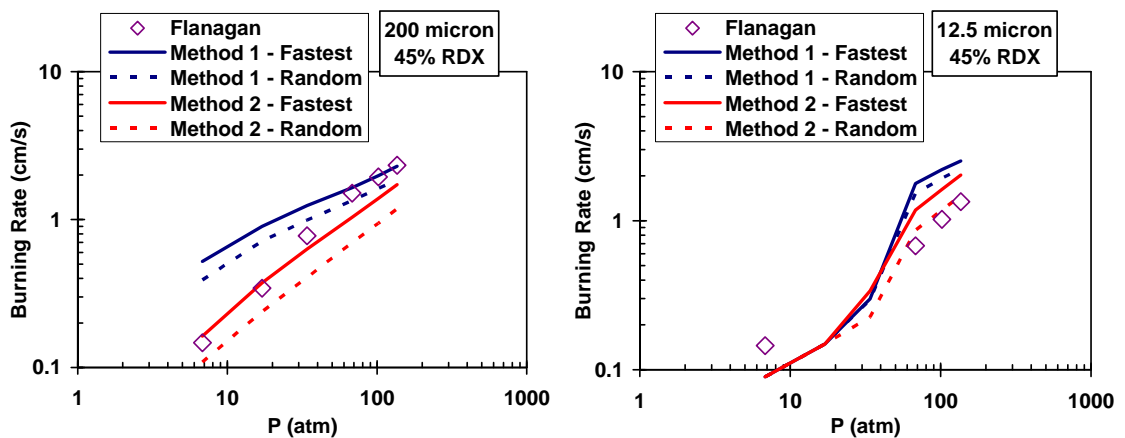 Flanagan
Method 1 - Fastest
Method 1 - Random
Method 2 - Fastest
Method 2 - Random
200 micron
45% RDX
10
1
0.1
Burning Rate (cm/s)
1
10
100
1000
P (atm)
Flanagan
Method 1 - Fastest
Method 1 - Random
Method 2 - Fastest
Method 2 - Random
12.5 micron
45% RDX
10
1
0.1
Burning Rate (cm/s)
1
10
100
1000
P (atm)